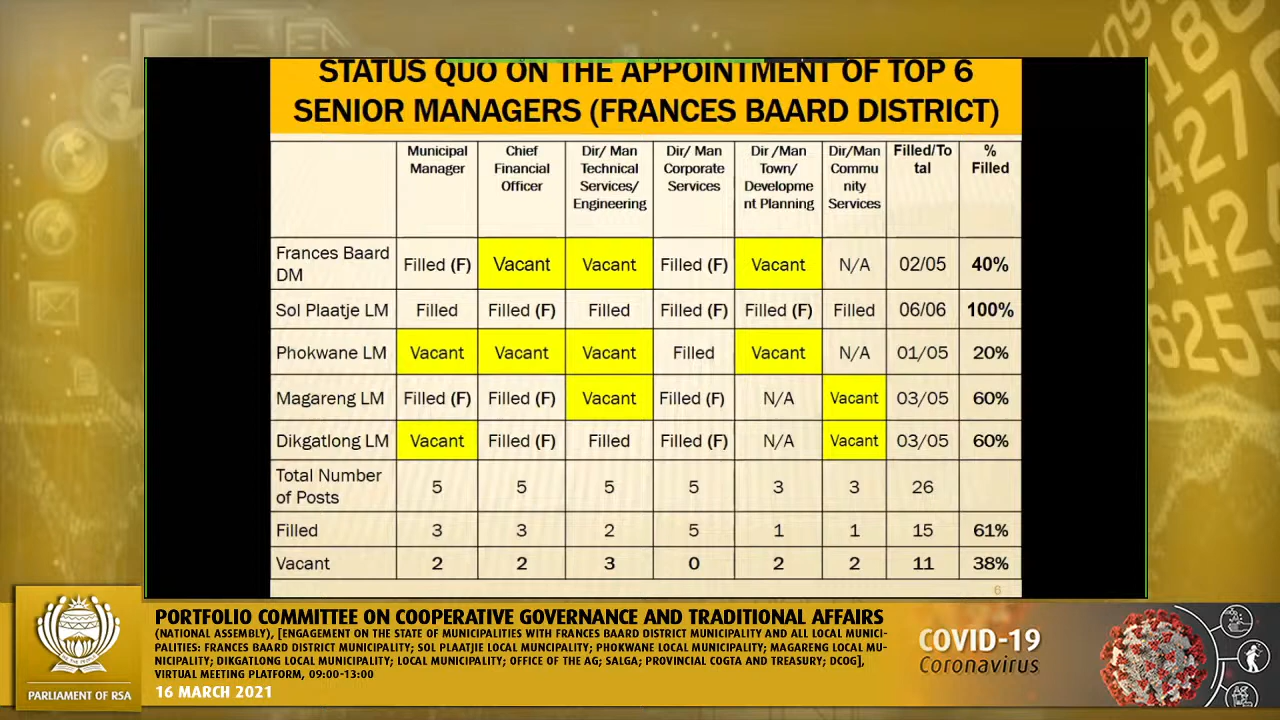 STATUS QUO ON THE APPOINTMENT OF TOP 6
SENIOR MANAGERS (FRANCES BAARD DISTRICT)
Municipal Manager | Chief Financial Officer | Dir/ Man Technical Services/ Engineering | Dir/ Man Corporate Services | Dir /Man Town/ Developme nt Planning | Dir/Man Commu nity Services | Filled/To tal | % Filled
Frances Baard DM | Filled (F) | Vacant | Vacant | Filled (F) | Vacant | N/A | 02/05 | 40%
Sol Plaatje LM | Filled | Filled (F) | Filled | Filled (F) | Filled (F) | Filled | 06/06 | 100%
Phokwane LM | Vacant | Vacant | Vacant | Filled | Vacant | N/A | 01/05 | 20%
Magareng LM | Filled (F) | Filled (F) | Vacant | Filled (F) | N/A | Vacant | 03/05 | 60%
Dikgatlong LM | Vacant | Filled (F) | Filled | Filled (F) | N/A | Vacant | 03/05 | 60%
Total Number of Posts | 5 | 5 | 5 | 5 | 3 | 3 | 26
Filled | 3 | 3 | 2 | 5 | 1 | 1 | 15 | 61%
Vacant | 2 | 2 | 3 | 0 | 2 | 2 | 11 | 38%
6
PORTFOLIO COMMITTEE ON COOPERATIVE GOVERNANCE AND TRADITIONAL AFFAIRS
(NATIONAL ASSEMBLY), [ENGAGEMENT ON THE STATE OF MUNICIPALITIES WITH FRANCES BAARD DISTRICT MUNICIPALITY AND ALL LOCAL MUNICI-
PALITIES: FRANCES BAARD DISTRICT MUNICIPALITY; SOL PLAATJIE LOCAL MUNCIPALITY; PHOKWANE LOCAL MUNICIPALITY; MAGARENG LOCAL MU-
NICIPALITY; DIKGATLONG LOCAL MUNICIPALITY; LOCAL MUNICIPALITY; OFFICE OF THE AG; SALGA; PROVINCIAL COGTA AND TREASURY; DCOG],
VIRTUAL MEETING PLATFORM, 09:00-13:00
16 MARCH 2021
PARLIAMENT OF RSA
COVID-19
Coronavirus